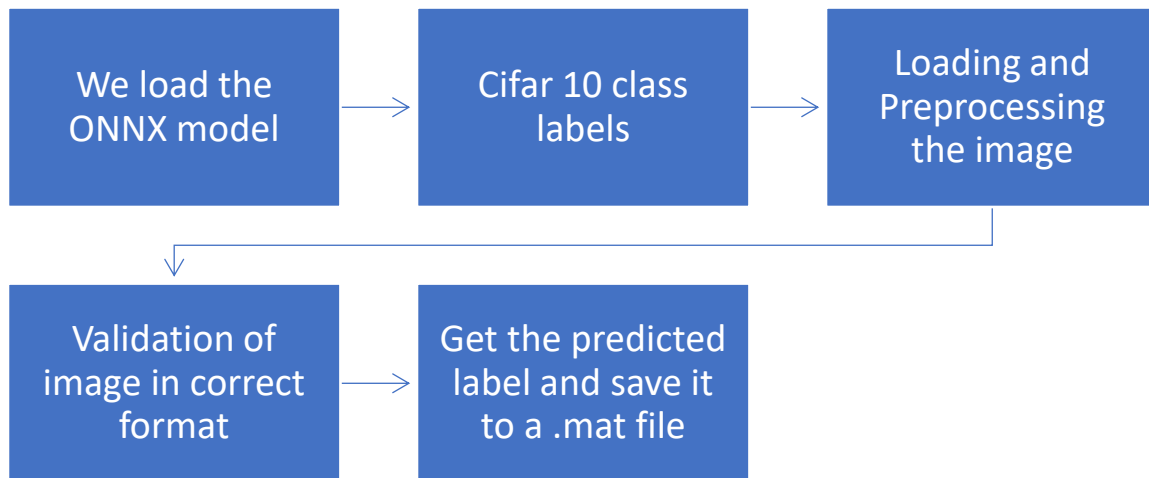 We load the
ONNX model
Cifar 10 class
labels
Loading and
Preprocessing
the image
Validation of
image in correct
format
Get the predicted
label and save it
to a .mat file